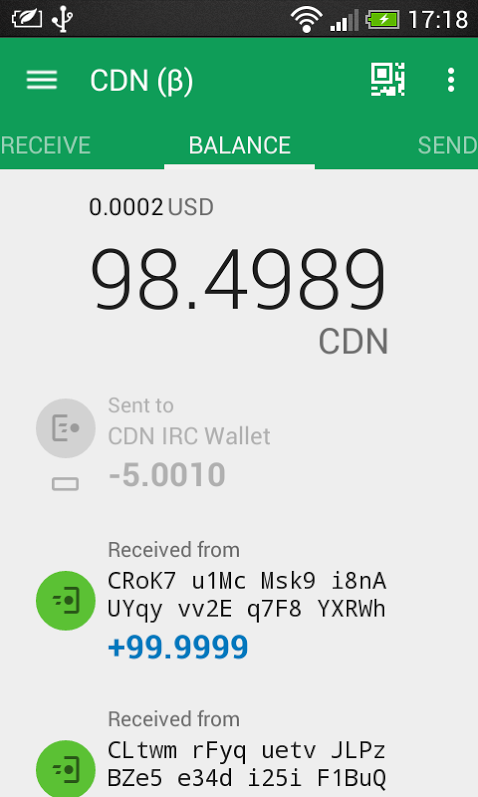 17:18
CDN (β)
RECEIVE BALANCE SEND
0.0002 USD
98.4989
CDN
Sent to
CDN IRC Wallet
-5.0010
Received from
CRoK7 u1Mc Msk9 i8nA
UYqy vv2E q7F8 YXRWh
+99.9999
Received from
CLtwm rFyq uetv JLPz
BZe5 e34d i25i F1BuQ